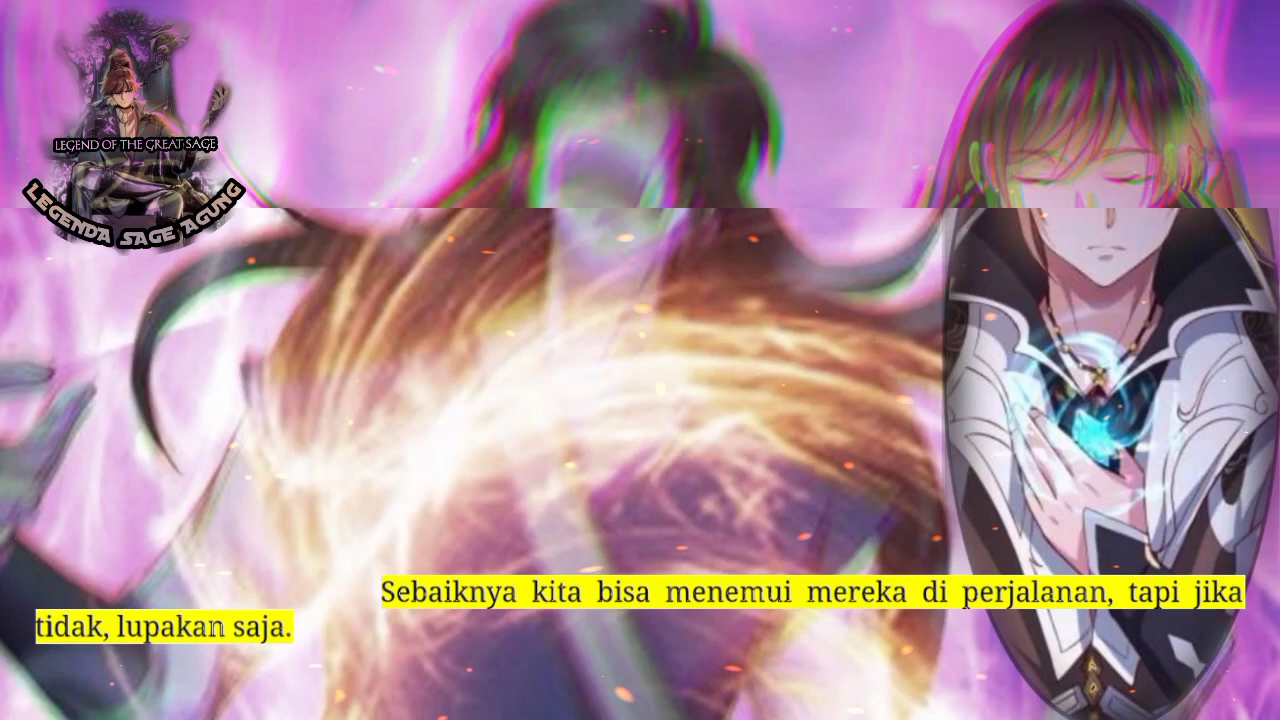 LEGEND OF THE GREAT SAGE
LEGENDA SAGE AGUNG
Sebaiknya kita bisa menemui mereka di perjalanan, tapi jika
tidak, lupakan saja.